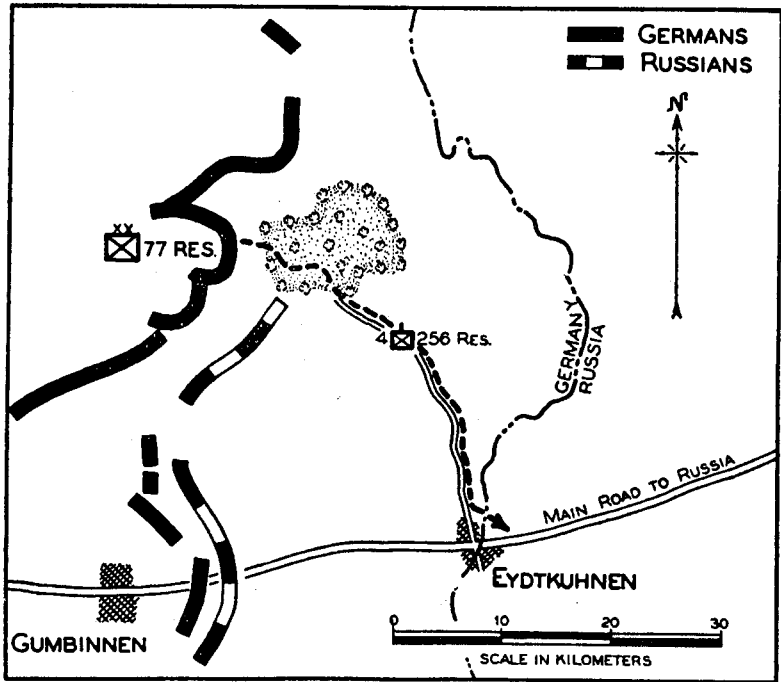 GERMANS
RUSSIANS
N
XX
77 RES.
4 256 RES.
GERMANY
RUSSIA
MAIN ROAD TO RUSSIA
EYDTKUHNEN
GUMBINNEN
0 10 20 30
SCALE IN KILOMETERS